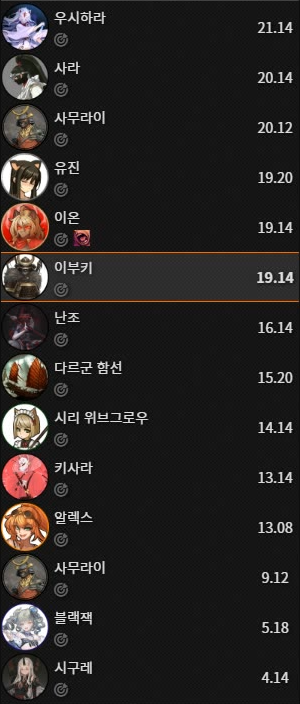 우시하라
21.14
사라
20.14
사무라이
20.12
유진
19.20
이온
19.14
이부키
19.14
난조
16.14
다르군 함선
15.20
시리 위브그로우
14.14
키사라
13.14
알렉스
13.08
사무라이
9.12
블랙잭
5.18
시구레
4.14